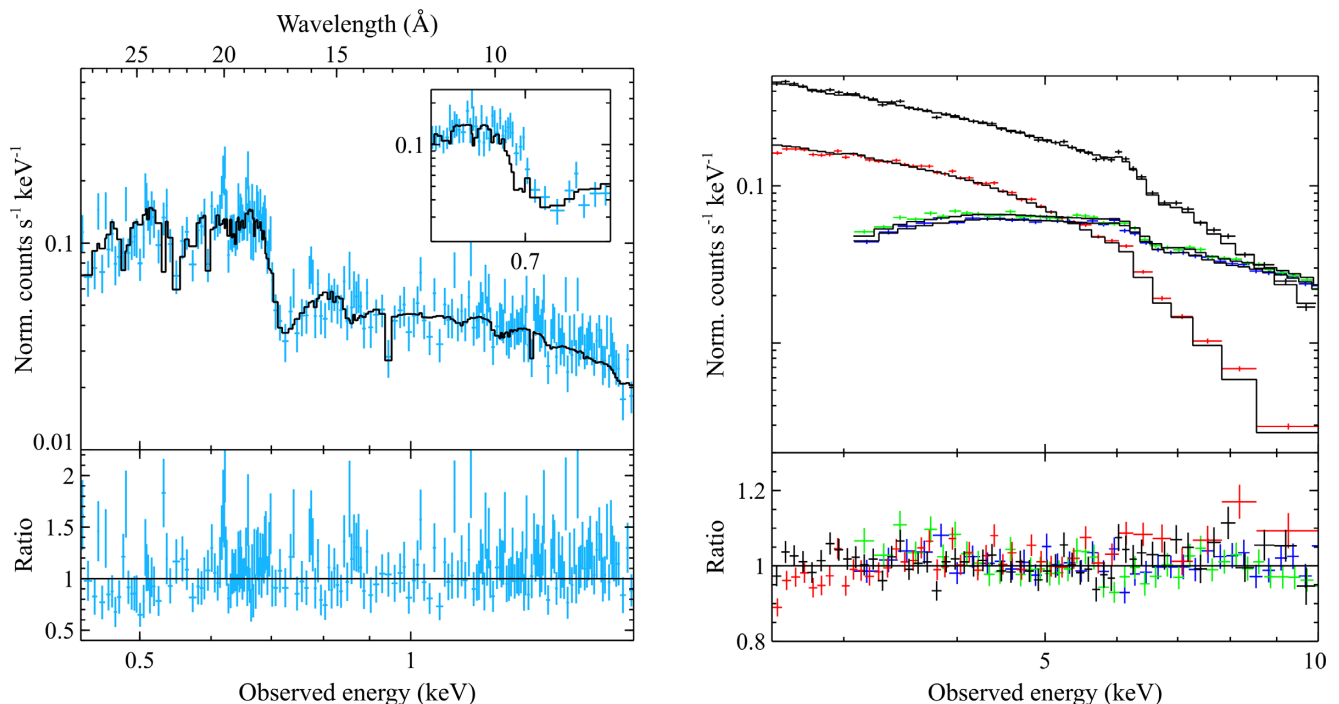 Wavelength (Å)
25 20 15 10
Norm. counts s⁻¹ keV⁻¹
0.1
0.01
0.1
0.7
Ratio
2
1.5
1
0.5
0.5 1
Observed energy (keV)
Norm. counts s⁻¹ keV⁻¹
0.1
Ratio
1.2
1
0.8
5 10
Observed energy (keV)